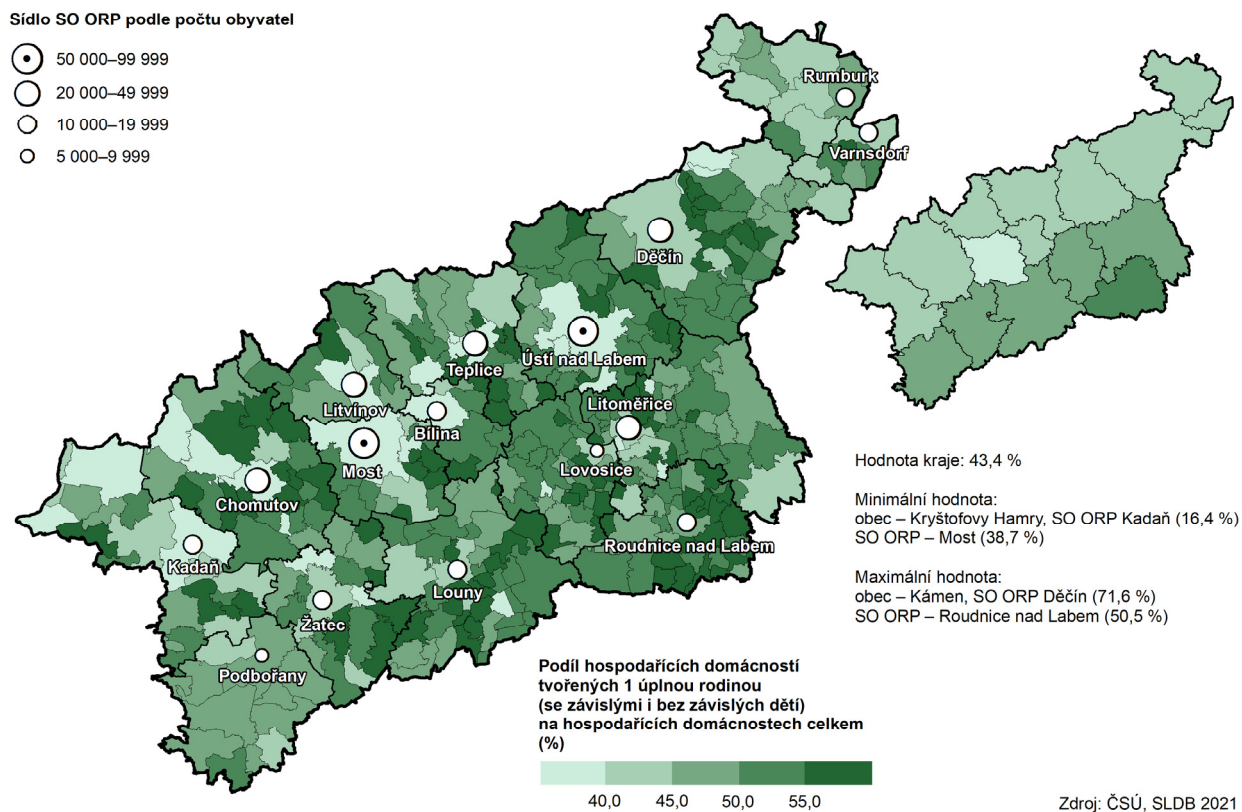 Sídlo SO ORP podle počtu obyvatel
50 000–99 999
20 000–49 999
10 000–19 999
5 000–9 999
Rumburk
Varnsdorf
Děčín
Ústí nad Labem
Teplice
Litvínov
Bílina
Litoměřice
Most
Lovosice
Chomutov
Roudnice nad Labem
Kadaň
Louny
Žatec
Podbořany
Hodnota kraje: 43,4 %
Minimální hodnota:
obec – Kryštofovy Hamry, SO ORP Kadaň (16,4 %)
SO ORP – Most (38,7 %)
Maximální hodnota:
obec – Kámen, SO ORP Děčín (71,6 %)
SO ORP – Roudnice nad Labem (50,5 %)
Podíl hospodařících domácností
tvořených 1 úplnou rodinou
(se závislými i bez závislých dětí)
na hospodařících domácnostech celkem
(%)
40,0 45,0 50,0 55,0
Zdroj: ČSÚ, SLDB 2021